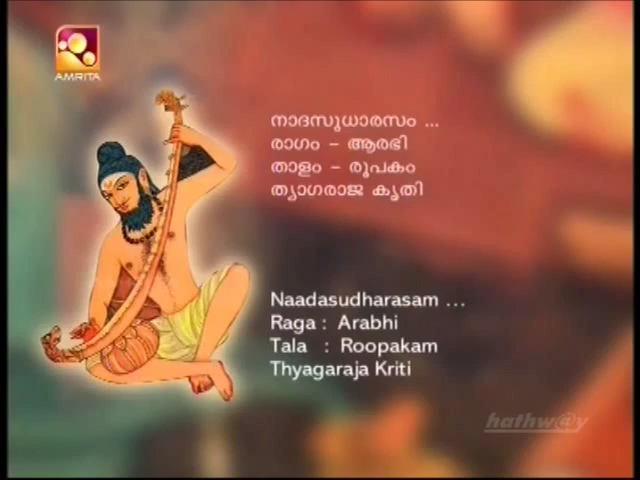 AMRITA
നാദസുധാരസം ...
രാഗം – ആരഭി
താളം – രൂപകം
ത്യാഗരാജ കൃതി
Naadasudharasam ...
Raga : Arabhi
Tala : Roopakam
Thyagaraja Kriti
hathw@y